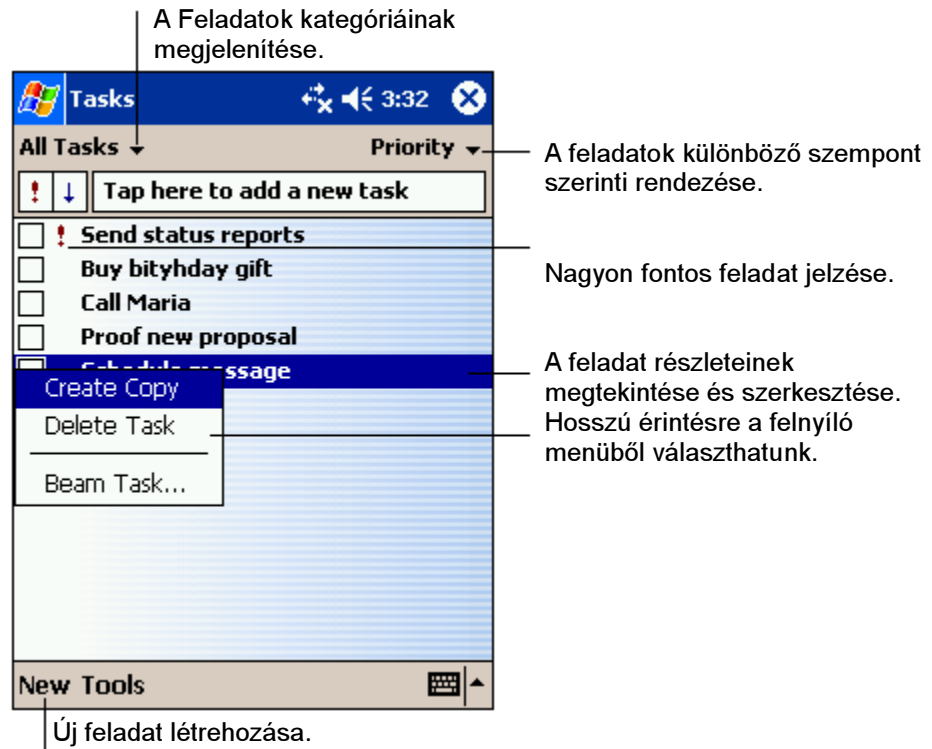 A Feladatok kategóriáinak
megjelenítése.
Tasks 3:32
All Tasks Priority
A feladatok különböző szempont
szerinti rendezése.
! ↓ Tap here to add a new task
! Send status reports
Buy bityhday gift
Nagyon fontos feladat jelzése.
Call Maria
Proof new proposal
Schedule message
A feladat részleteinek
megtekintése és szerkesztése.
Hosszú érintésre a felnyíló
menüből választhatunk.
Create Copy
Delete Task
Beam Task...
New Tools
Új feladat létrehozása.